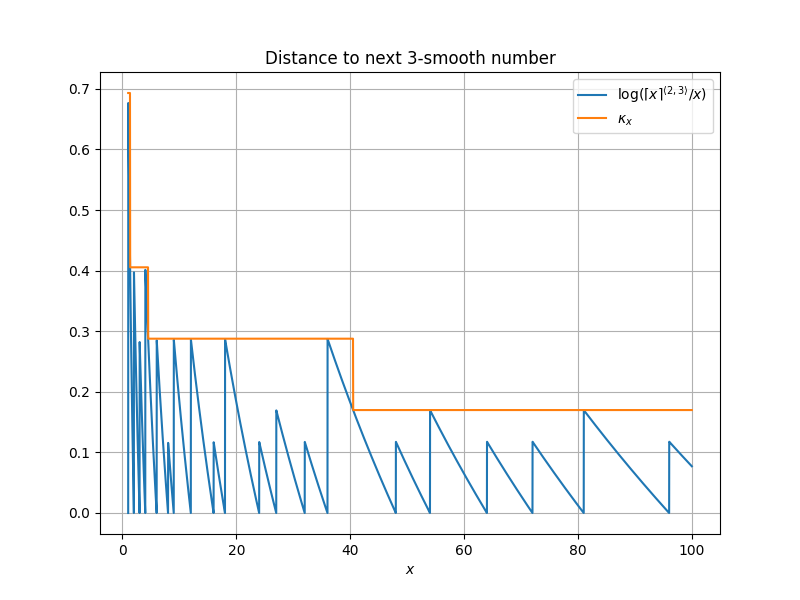 Distance to next 3-smooth number
log(⌈x⌉^⟨2,3⟩/x)
κₓ
0.7
0.6
0.5
0.4
0.3
0.2
0.1
0.0
0 20 40 60 80 100
x